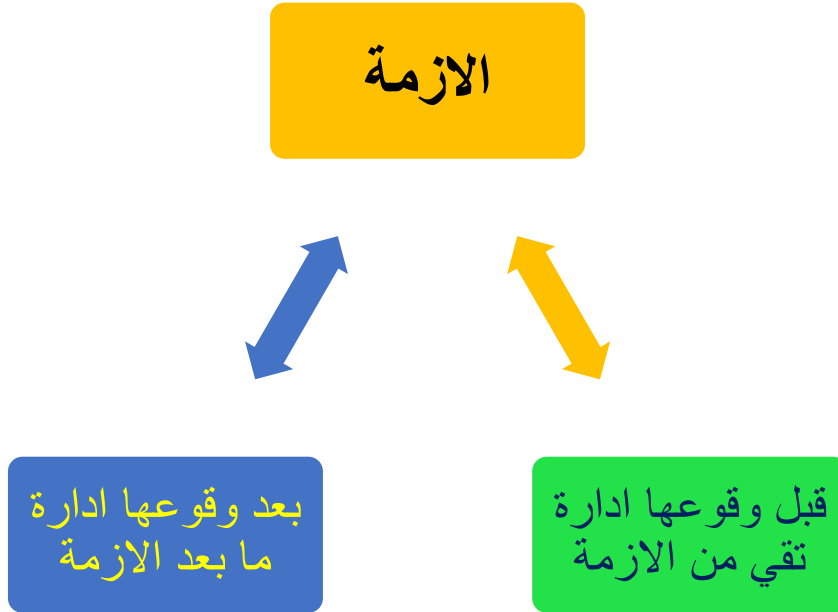 الازمة
قبل وقوعها ادارة
تقي من الازمة
بعد وقوعها ادارة
ما بعد الازمة